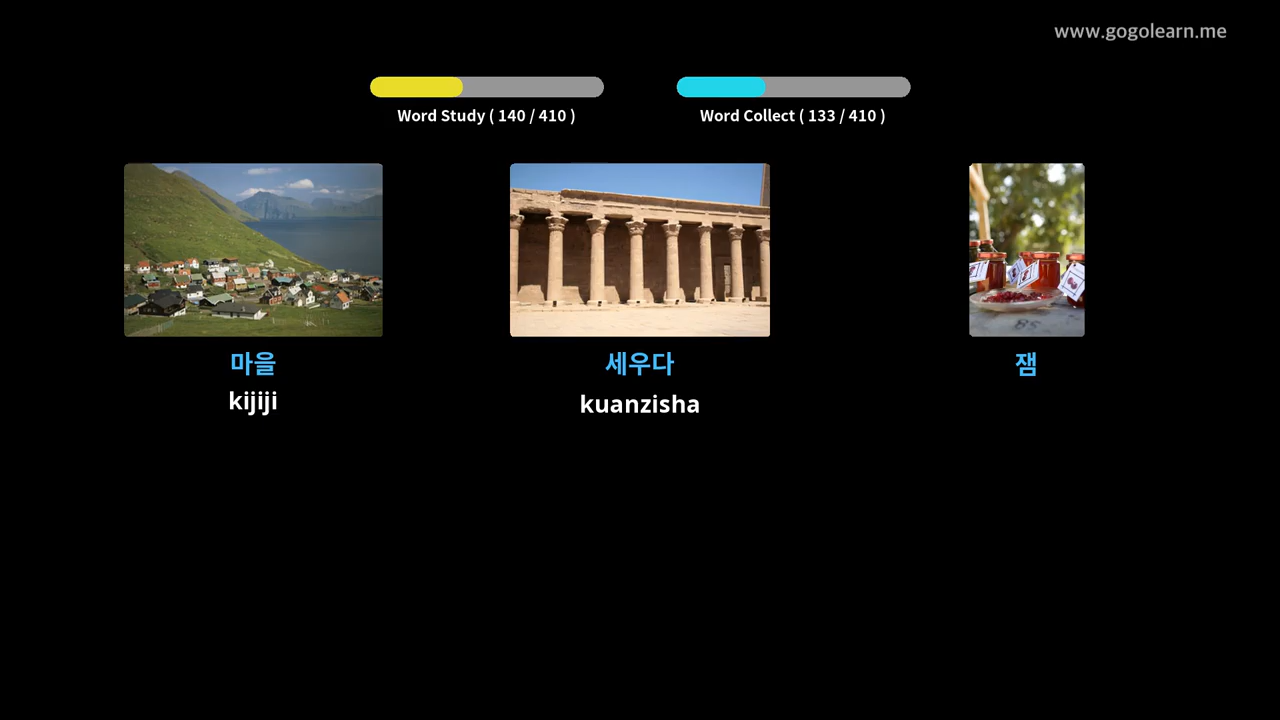 www.gogolearn.me
Word Study ( 140 / 410 )
Word Collect ( 133 / 410 )
마을
kijiji
세우다
kuanzisha
잼